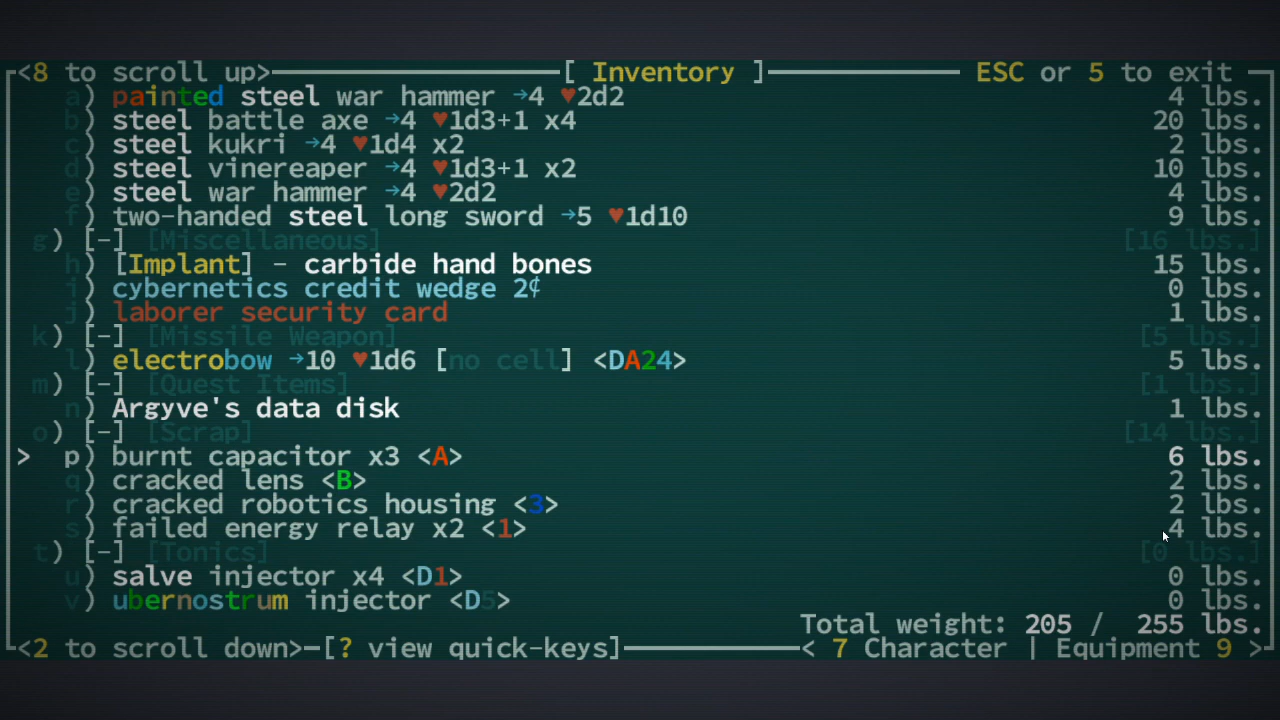 <8 to scroll up> [ Inventory ] ESC or 5 to exit
a) painted steel war hammer →4 ♥2d2 4 lbs.
b) steel battle axe →4 ♥1d3+1 x4 20 lbs.
c) steel kukri →4 ♥1d4 x2 2 lbs.
d) steel vinereaper →4 ♥1d3+1 x2 10 lbs.
e) steel war hammer →4 ♥2d2 4 lbs.
f) two-handed steel long sword →5 ♥1d10 9 lbs.
g) [-] [Miscellaneous] [16 lbs.]
h) [Implant] - carbide hand bones 15 lbs.
i) cybernetics credit wedge 2¢ 0 lbs.
j) laborer security card 1 lbs.
k) [-] [Missile Weapon] [5 lbs.]
l) electrobow →10 ♥1d6 [no cell] <DA24> 5 lbs.
m) [-] [Quest Items] [1 lbs.]
n) Argyve's data disk 1 lbs.
o) [-] [Scrap] [14 lbs.]
> p) burnt capacitor x3 <A> 6 lbs.
q) cracked lens <B> 2 lbs.
r) cracked robotics housing <3> 2 lbs.
s) failed energy relay x2 <1> 4 lbs.
t) [-] [Tonics] [0 lbs.]
u) salve injector x4 <D1> 0 lbs.
v) ubernostrum injector <D5> 0 lbs.
Total weight: 205 / 255 lbs.
<2 to scroll down> [? view quick-keys] < 7 Character | Equipment 9 >